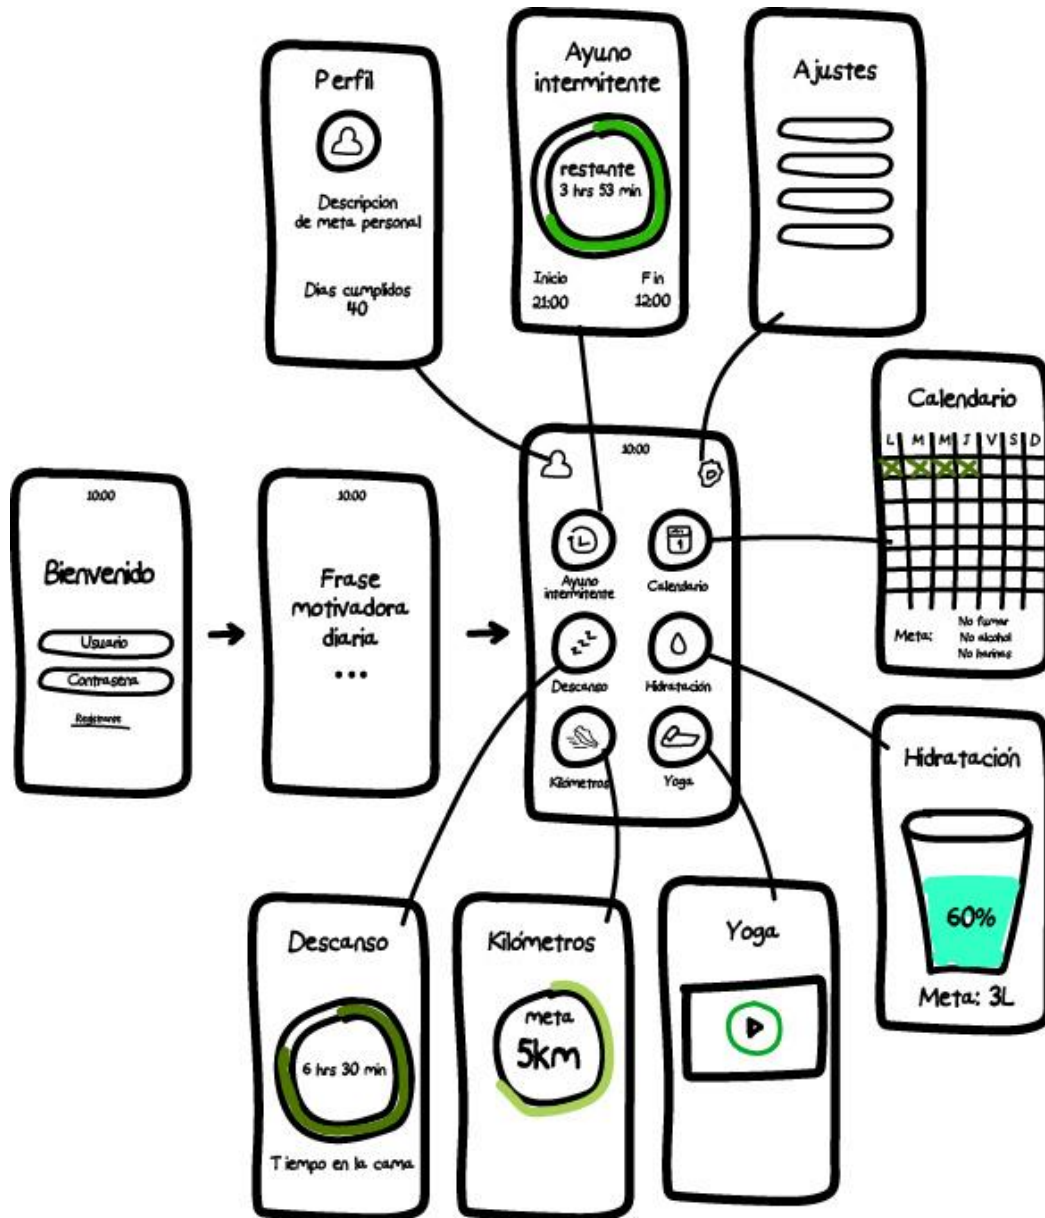 Perfil
Descripcion
de meta personal
Dias cumplidos
40
Ayuno
intermitente
restante
3 hrs 53 min
Inicio
21:00
Fin
12:00
Ajustes
Calendario
L M M J V S D
Meta:
No fumar
No alcohol
No harinas
10:00
Bienvenido
Usuario
Contrasena
Registrarse
10:00
Frase
motivadora
diaria
...
10:00
Ayuno
intermitente
1
Calendario
zzz
Descanso
Hidratación
Kilómetros
Yoga
Hidratación
60%
Meta: 3L
Descanso
6 hrs 30 min
Tiempo en la cama
Kilómetros
meta
5km
Yoga